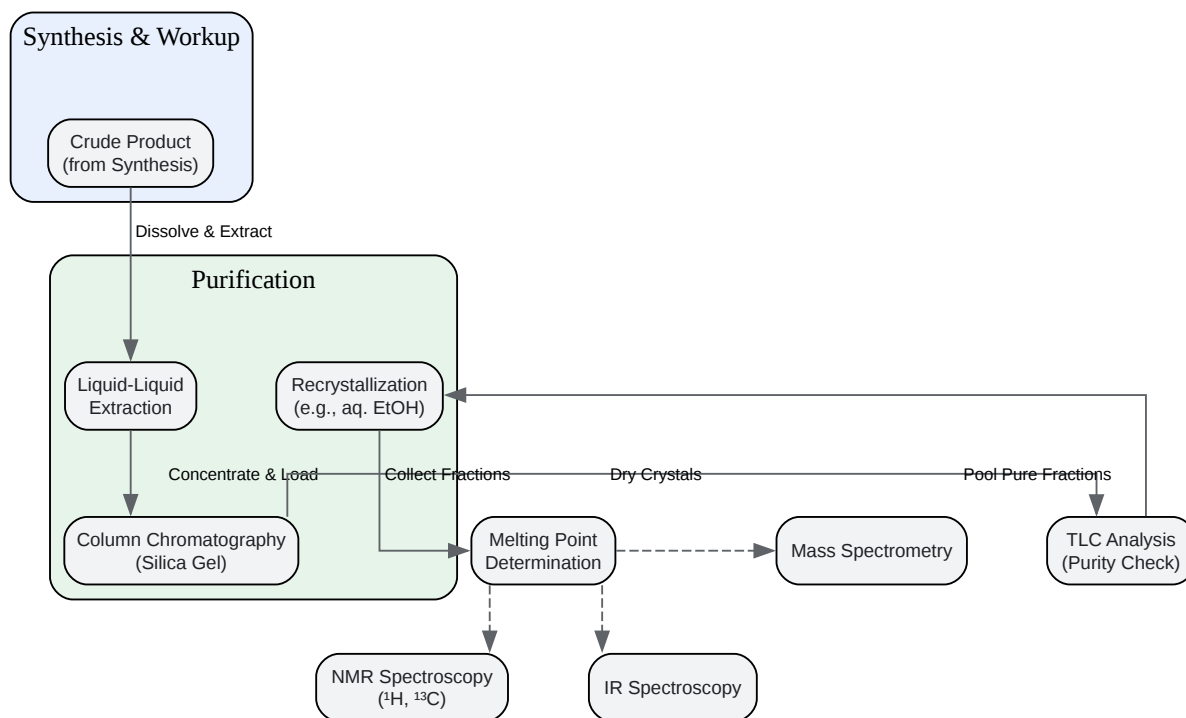 Synthesis & Workup
Crude Product
(from Synthesis)
Dissolve & Extract
Purification
Liquid-Liquid
Extraction
Recrystallization
(e.g., aq. EtOH)
Concentrate & Load
Collect Fractions
Dry Crystals
Pool Pure Fractions
Column Chromatography
(Silica Gel)
Melting Point
Determination
Mass Spectrometry
TLC Analysis
(Purity Check)
NMR Spectroscopy
(¹H, ¹³C)
IR Spectroscopy